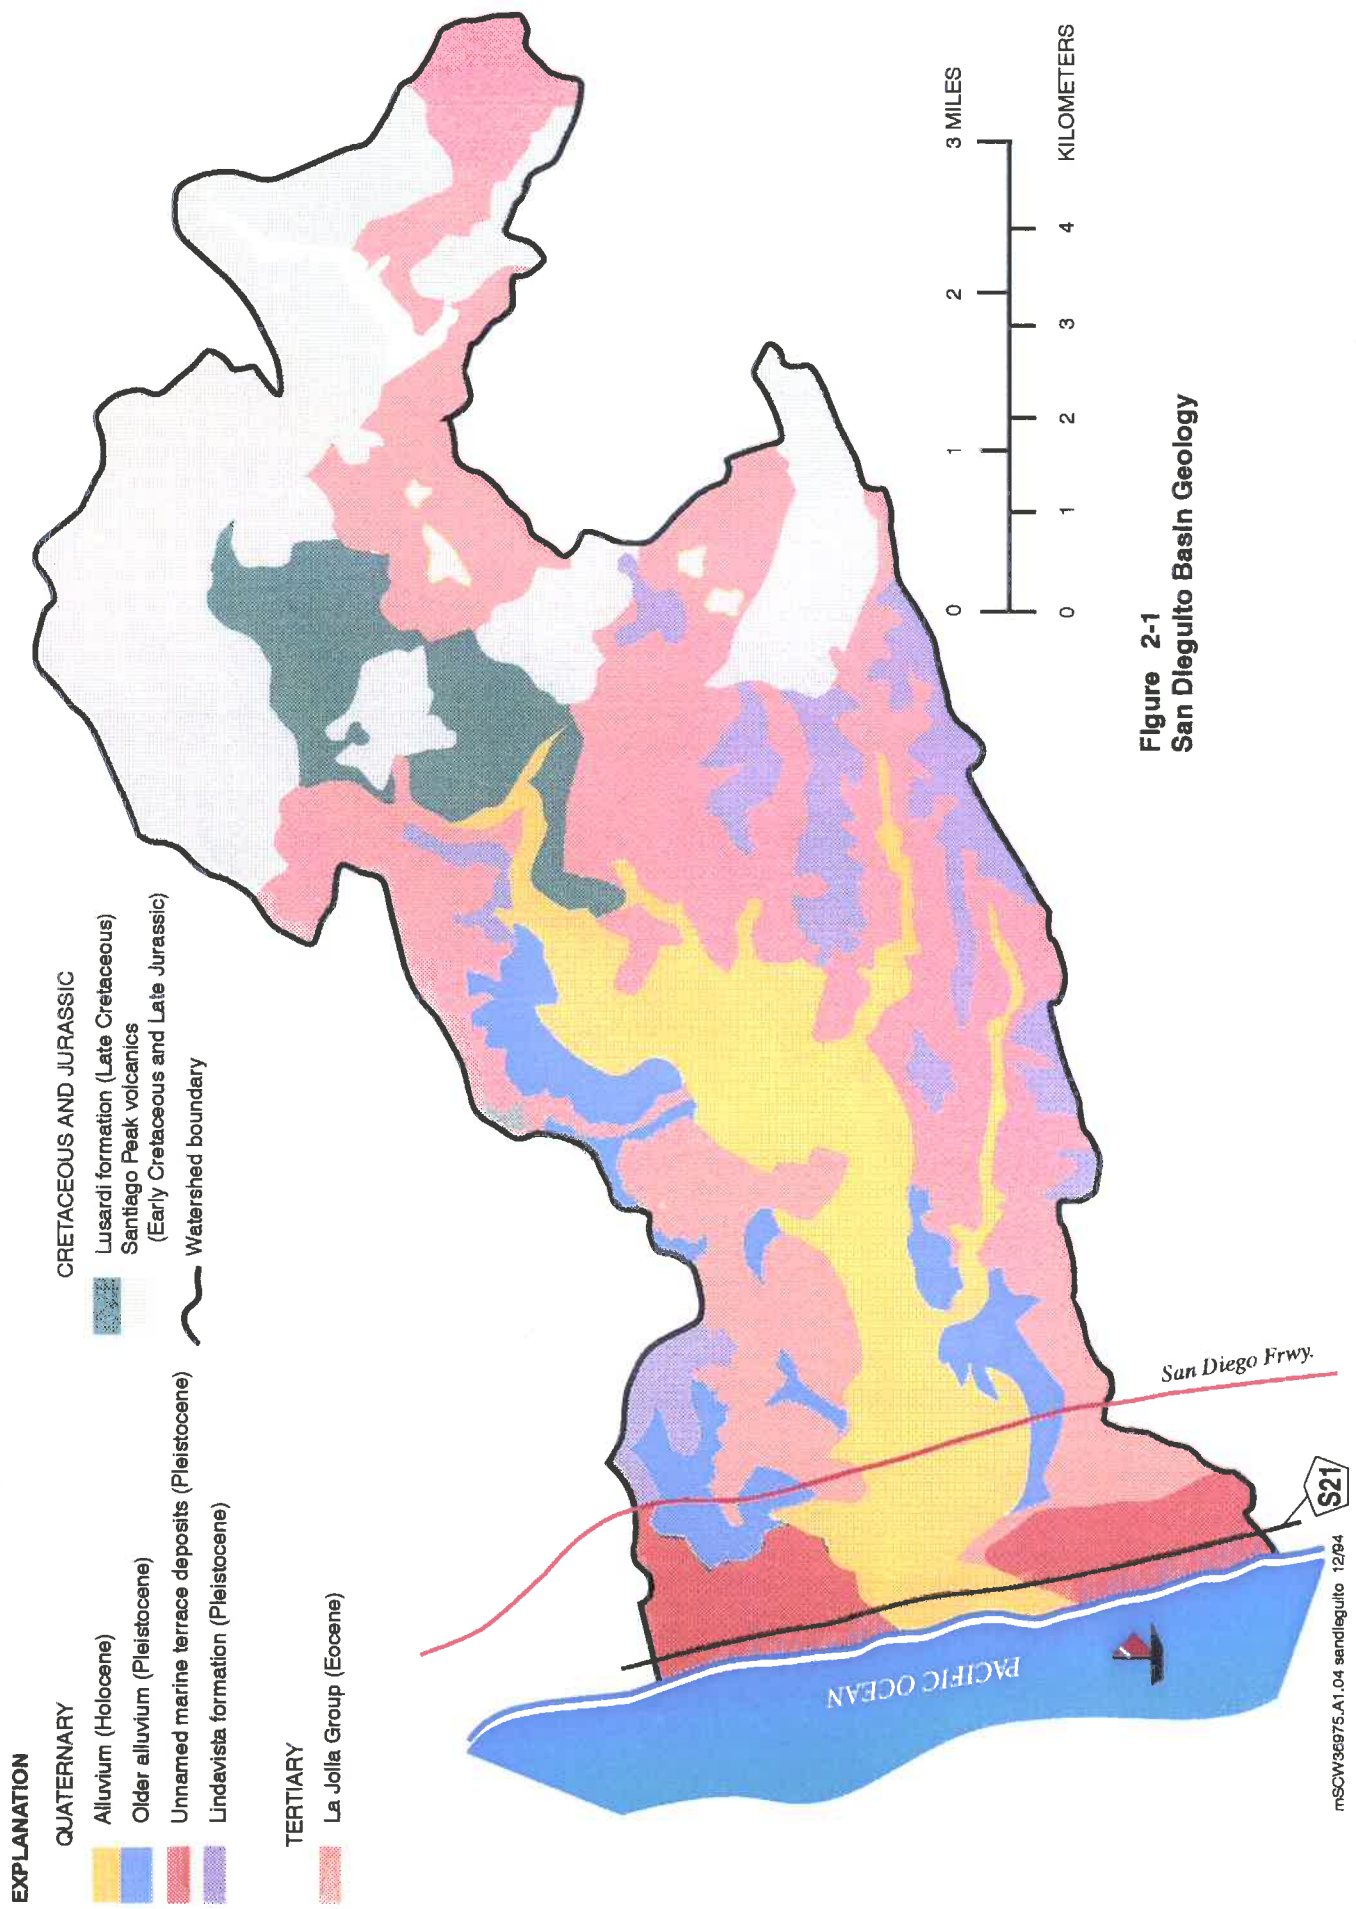 EXPLANATION
QUATERNARY
Alluvium (Holocene)
Older alluvium (Pleistocene)
Unnamed marine terrace deposits (Pleistocene)
Lindavista formation (Pleistocene)
TERTIARY
La Jolla Group (Eocene)
CRETACEOUS AND JURASSIC
Lusardi formation (Late Cretaceous)
Santiago Peak volcanics
(Early Cretaceous and Late Jurassic)
Watershed boundary
PACIFIC OCEAN
San Diego Frwy.
S21
0 1 2 3 MILES
0 1 2 3 4 KILOMETERS
Figure 2-1
San Dieguito Basin Geology
mSCW36975.A1.04 sandieguito 12/94